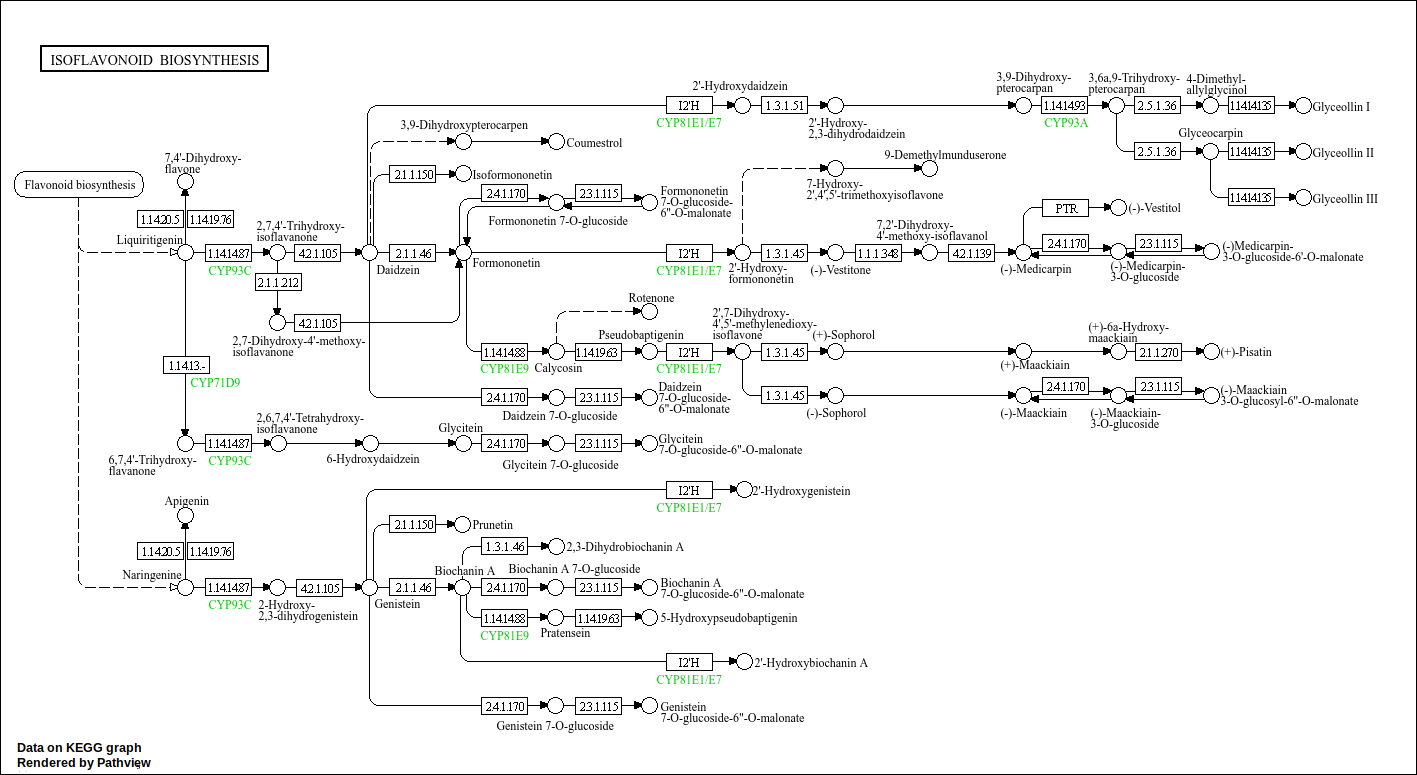 ISOFLAVONOID BIOSYNTHESIS
2'-Hydroxydaidzein
3,9-Dihydroxy-
pterocarpan
3,6a,9-Trihydroxy-
pterocarpan
4-Dimethyl-
allylglycinol
I2'H
1.3.1.51
1.14.14.93
2.5.1.36
1.14.14.135
Glyceollin I
CYP81E1/E7
2'-Hydroxy-
2,3-dihydrodaidzein
CYP93A
3,9-Dihydroxypterocarpen
Coumestrol
Glyceocarpin
2.5.1.36
1.14.14.135
Glyceollin II
7,4'-Dihydroxy-
flavone
9-Demethylmunduserone
2.1.1.150
Isoformononetin
7-Hydroxy-
2',4',5'-trimethoxyisoflavone
Flavonoid biosynthesis
2.4.1.170
2.3.1.115
Formononetin
7-O-glucoside-
6"-O-malonate
Formononetin 7-O-glucoside
1.14.14.135
Glyceollin III
PTR
(-)-Vestitol
1.14.20.5
1.14.19.76
Liquiritigenin
2,7,4'-Trihydroxy-
isoflavanone
7,2'-Dihydroxy-
4'-methoxy-isoflavanol
1.14.14.87
4.2.1.105
2.1.1.46
I2'H
1.3.1.45
1.1.1.348
4.2.1.139
2.4.1.170
2.3.1.115
(-)-Medicarpin-
3-O-glucoside-6'-O-malonate
CYP93C
Daidzein
Formononetin
CYP81E1/E7
2'-Hydroxy-
formononetin
(-)-Vestitone
(-)-Medicarpin
(-)-Medicarpin-
3-O-glucoside
2.1.1.212
4.2.1.105
2,7-Dihydroxy-4'-methoxy-
isoflavanone
Rotenone
2',7-Dihydroxy-
4',5'-methylenedioxy-
isoflavone
Pseudobaptigenin
(+)-Sophorol
(+)-6a-Hydroxy-
maackiain
1.14.14.88
1.14.19.63
I2'H
1.3.1.45
2.1.1.270
(+)-Pisatin
CYP81E9
Calycosin
CYP81E1/E7
(+)-Maackiain
1.14.13.-
CYP71D9
2.4.1.170
2.3.1.115
Daidzein
7-O-glucoside-
6"-O-malonate
Daidzein 7-O-glucoside
1.3.1.45
(-)-Sophorol
2.4.1.170
2.3.1.115
(-)-Maackiain
3-O-glucosyl-6"-O-malonate
(-)-Maackiain
(-)-Maackiain-
3-O-glucoside
2,6,7,4'-Tetrahydroxy-
isoflavanone
Glycitein
1.14.14.87
2.4.1.170
2.3.1.115
Glycitein
7-O-glucoside-6"-O-malonate
6,7,4'-Trihydroxy-
flavanone
CYP93C
6-Hydroxydaidzein
Glycitein 7-O-glucoside
Apigenin
I2'H
2'-Hydroxygenistein
CYP81E1/E7
2.1.1.150
Prunetin
1.14.20.5
1.14.19.76
1.3.1.46
2,3-Dihydrobiochanin A
Naringenine
Biochanin A
Biochanin A 7-O-glucoside
1.14.14.87
4.2.1.105
2.1.1.46
2.4.1.170
2.3.1.115
Biochanin A
7-O-glucoside-6"-O-malonate
CYP93C
2-Hydroxy-
2,3-dihydrogenistein
Genistein
1.14.14.88
1.14.19.63
5-Hydroxypseudobaptigenin
CYP81E9
Pratensein
I2'H
2'-Hydroxybiochanin A
CYP81E1/E7
2.4.1.170
2.3.1.115
Genistein
7-O-glucoside-6"-O-malonate
Genistein 7-O-glucoside
Data on KEGG graph
Rendered by Pathview